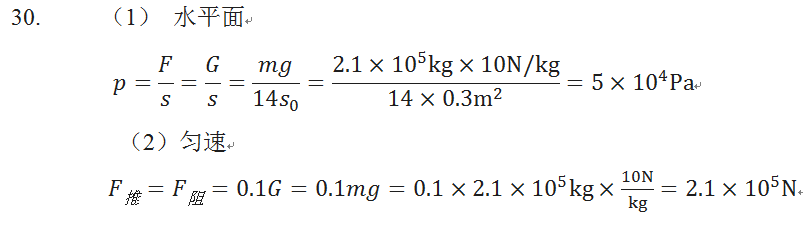 30. （1） 水平面
p = F/s = G/s = mg/14s₀ = 2.1 × 10⁵kg × 10N/kg / 14 × 0.3m² = 5 × 10⁴Pa
（2）匀速
F推 = F阻 = 0.1G = 0.1mg = 0.1 × 2.1 × 10⁵kg × 10N/kg = 2.1 × 10⁵N